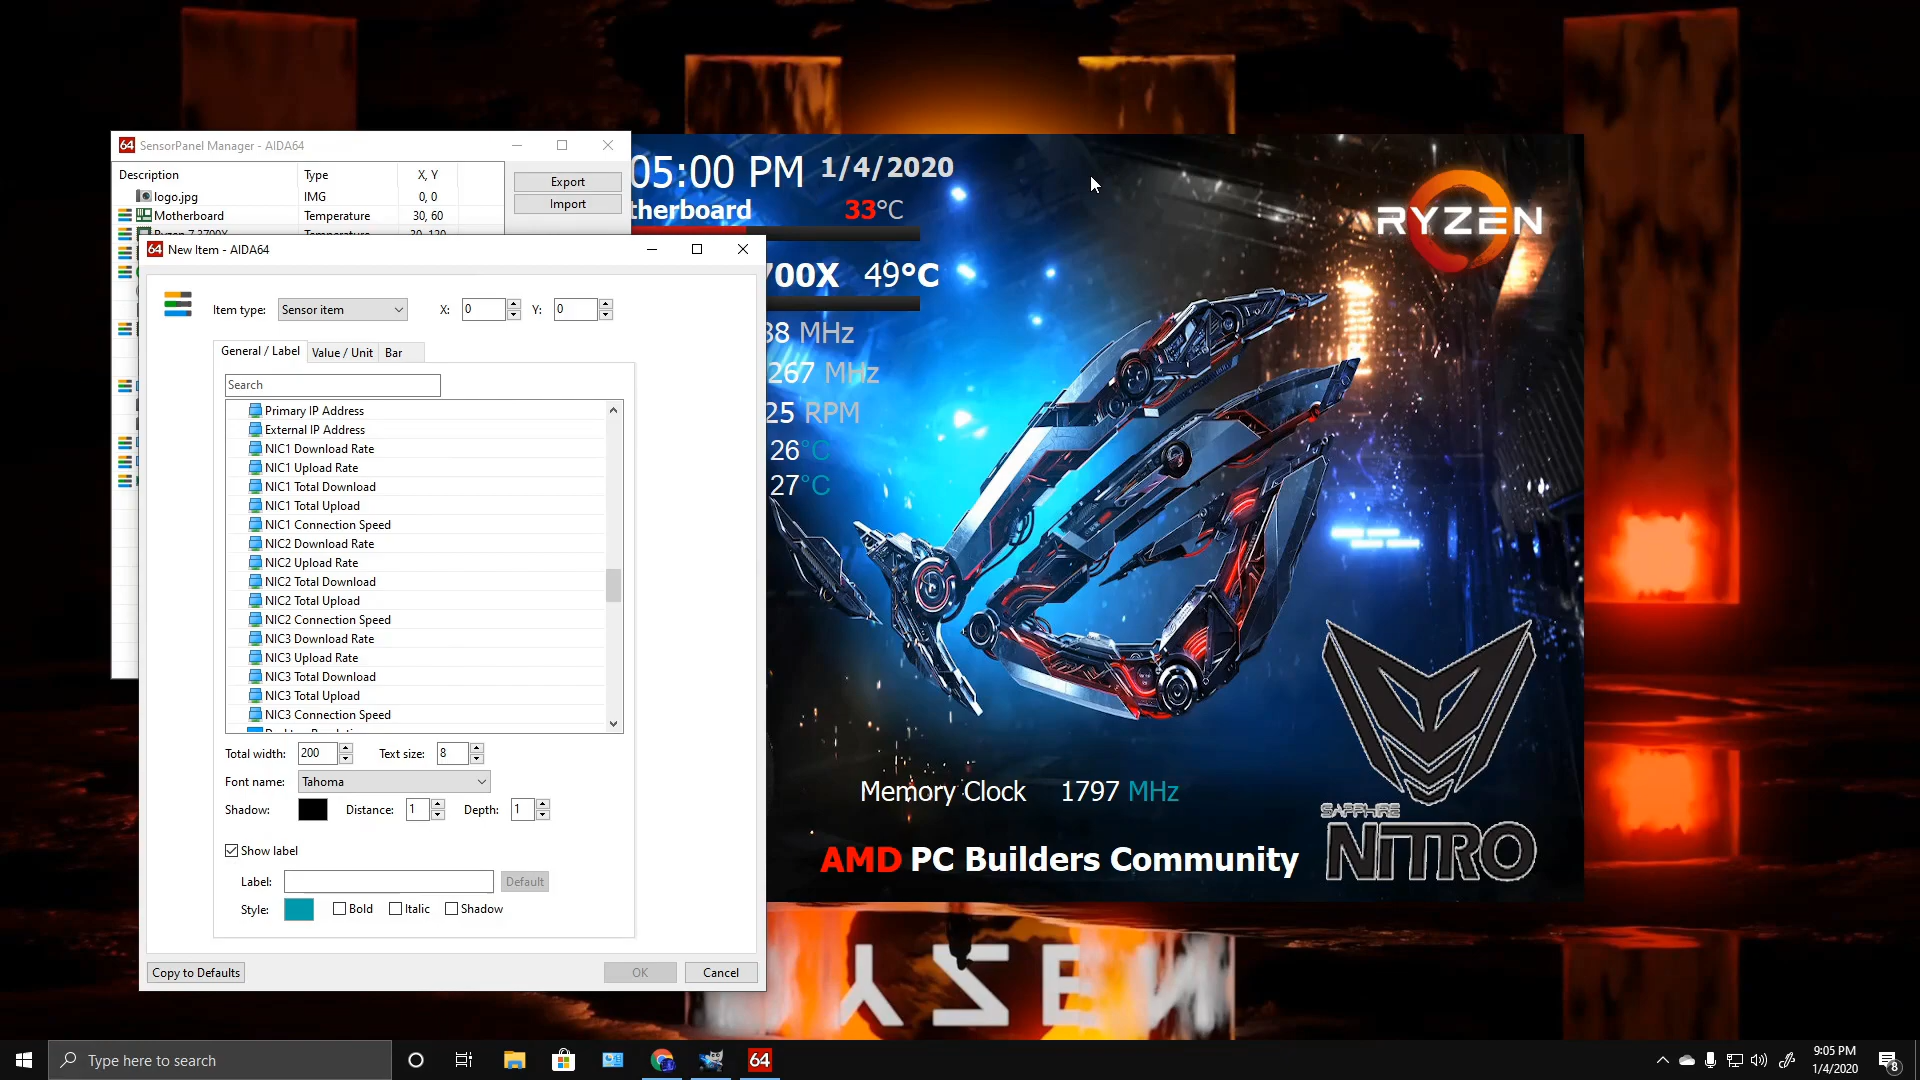 SensorPanel Manager - AIDA64
Description Type X, Y
Export
logo.jpg IMG 0, 0
Import
Motherboard Temperature 30, 60
New Item - AIDA64
Item type: Sensor item X: 0 Y: 0
General / Label Value / Unit Bar
Search
Primary IP Address
External IP Address
NIC1 Download Rate
NIC1 Upload Rate
NIC1 Total Download
NIC1 Total Upload
NIC1 Connection Speed
NIC2 Download Rate
NIC2 Upload Rate
NIC2 Total Download
NIC2 Total Upload
NIC2 Connection Speed
NIC3 Download Rate
NIC3 Upload Rate
NIC3 Total Download
NIC3 Total Upload
NIC3 Connection Speed
Total width: 200 Text size: 8
Font name: Tahoma
Shadow: Distance: 1 Depth: 1
Show label
Label: Default
Style: Bold Italic Shadow
Copy to Defaults OK Cancel
05:00 PM 1/4/2020
therboard 33°C
700X 49°C
38 MHz
267 MHz
25 RPM
26°C
27°C
RYZEN
Memory Clock 1797 MHz
AMD PC Builders Community
SAPPHIRE
NITRO
Type here to search
64
9:05 PM
1/4/2020
8